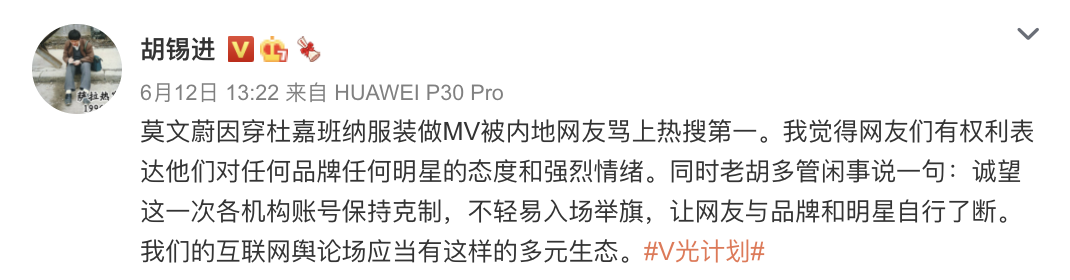 胡锡进
6月12日 13:22 来自 HUAWEI P30 Pro
莫文蔚因穿杜嘉班纳服装做MV被内地网友骂上热搜第一。我觉得网友们有权利表
达他们对任何品牌任何明星的态度和强烈情绪。同时老胡多管闲事说一句：诚望
这一次各机构账号保持克制，不轻易入场举旗，让网友与品牌和明星自行了断。
我们的互联网舆论场应当有这样的多元生态。#V光计划#